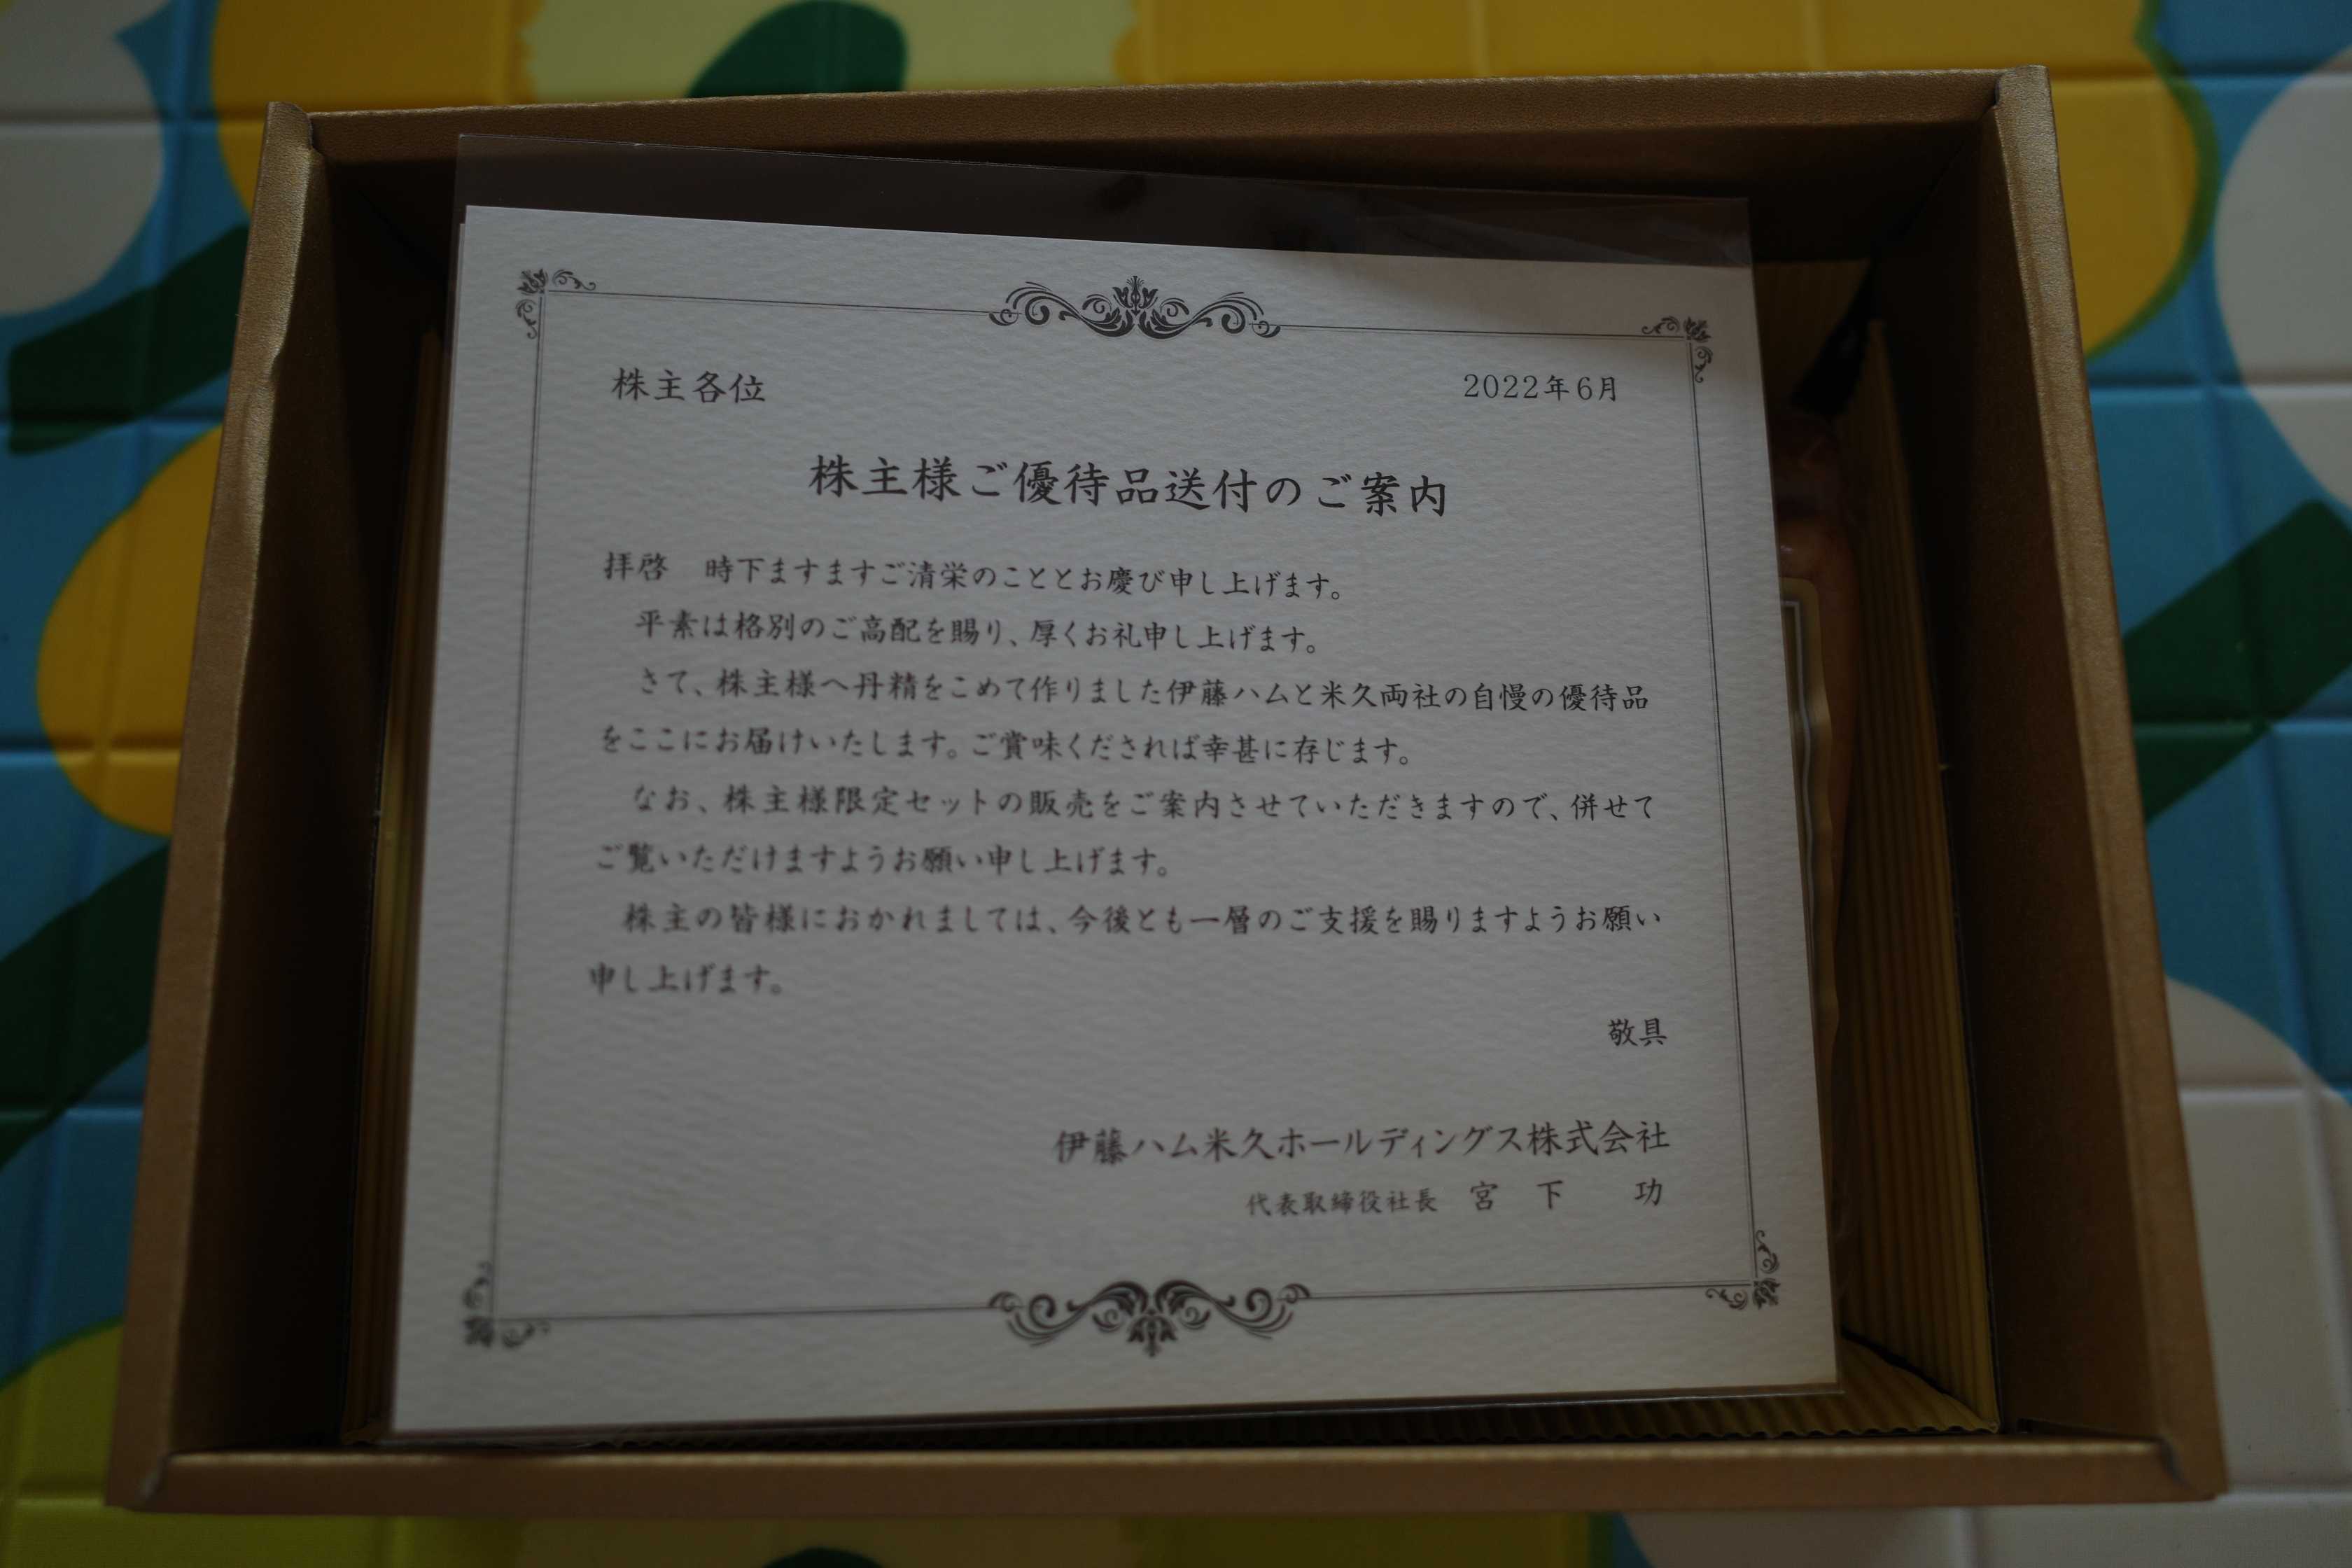 株主各位
2022年6月
株主様ご優待品送付のご案内
拝啓　時下ますますご清栄のこととお慶び申し上げます。
平素は格別のご高配を賜り、厚くお礼申し上げます。
さて、株主様へ丹精をこめて作りました伊藤ハムと米久両社の自慢の優待品
をここにお届けいたします。ご賞味くだされば幸甚に存じます。
なお、株主様限定セットの販売をご案内させていただきますので、併せて
ご覧いただけますようお願い申し上げます。
株主の皆様におかれましては、今後とも一層のご支援を賜りますようお願い
申し上げます。
敬具
伊藤ハム米久ホールディングス株式会社
代表取締役社長　宮　下　　功